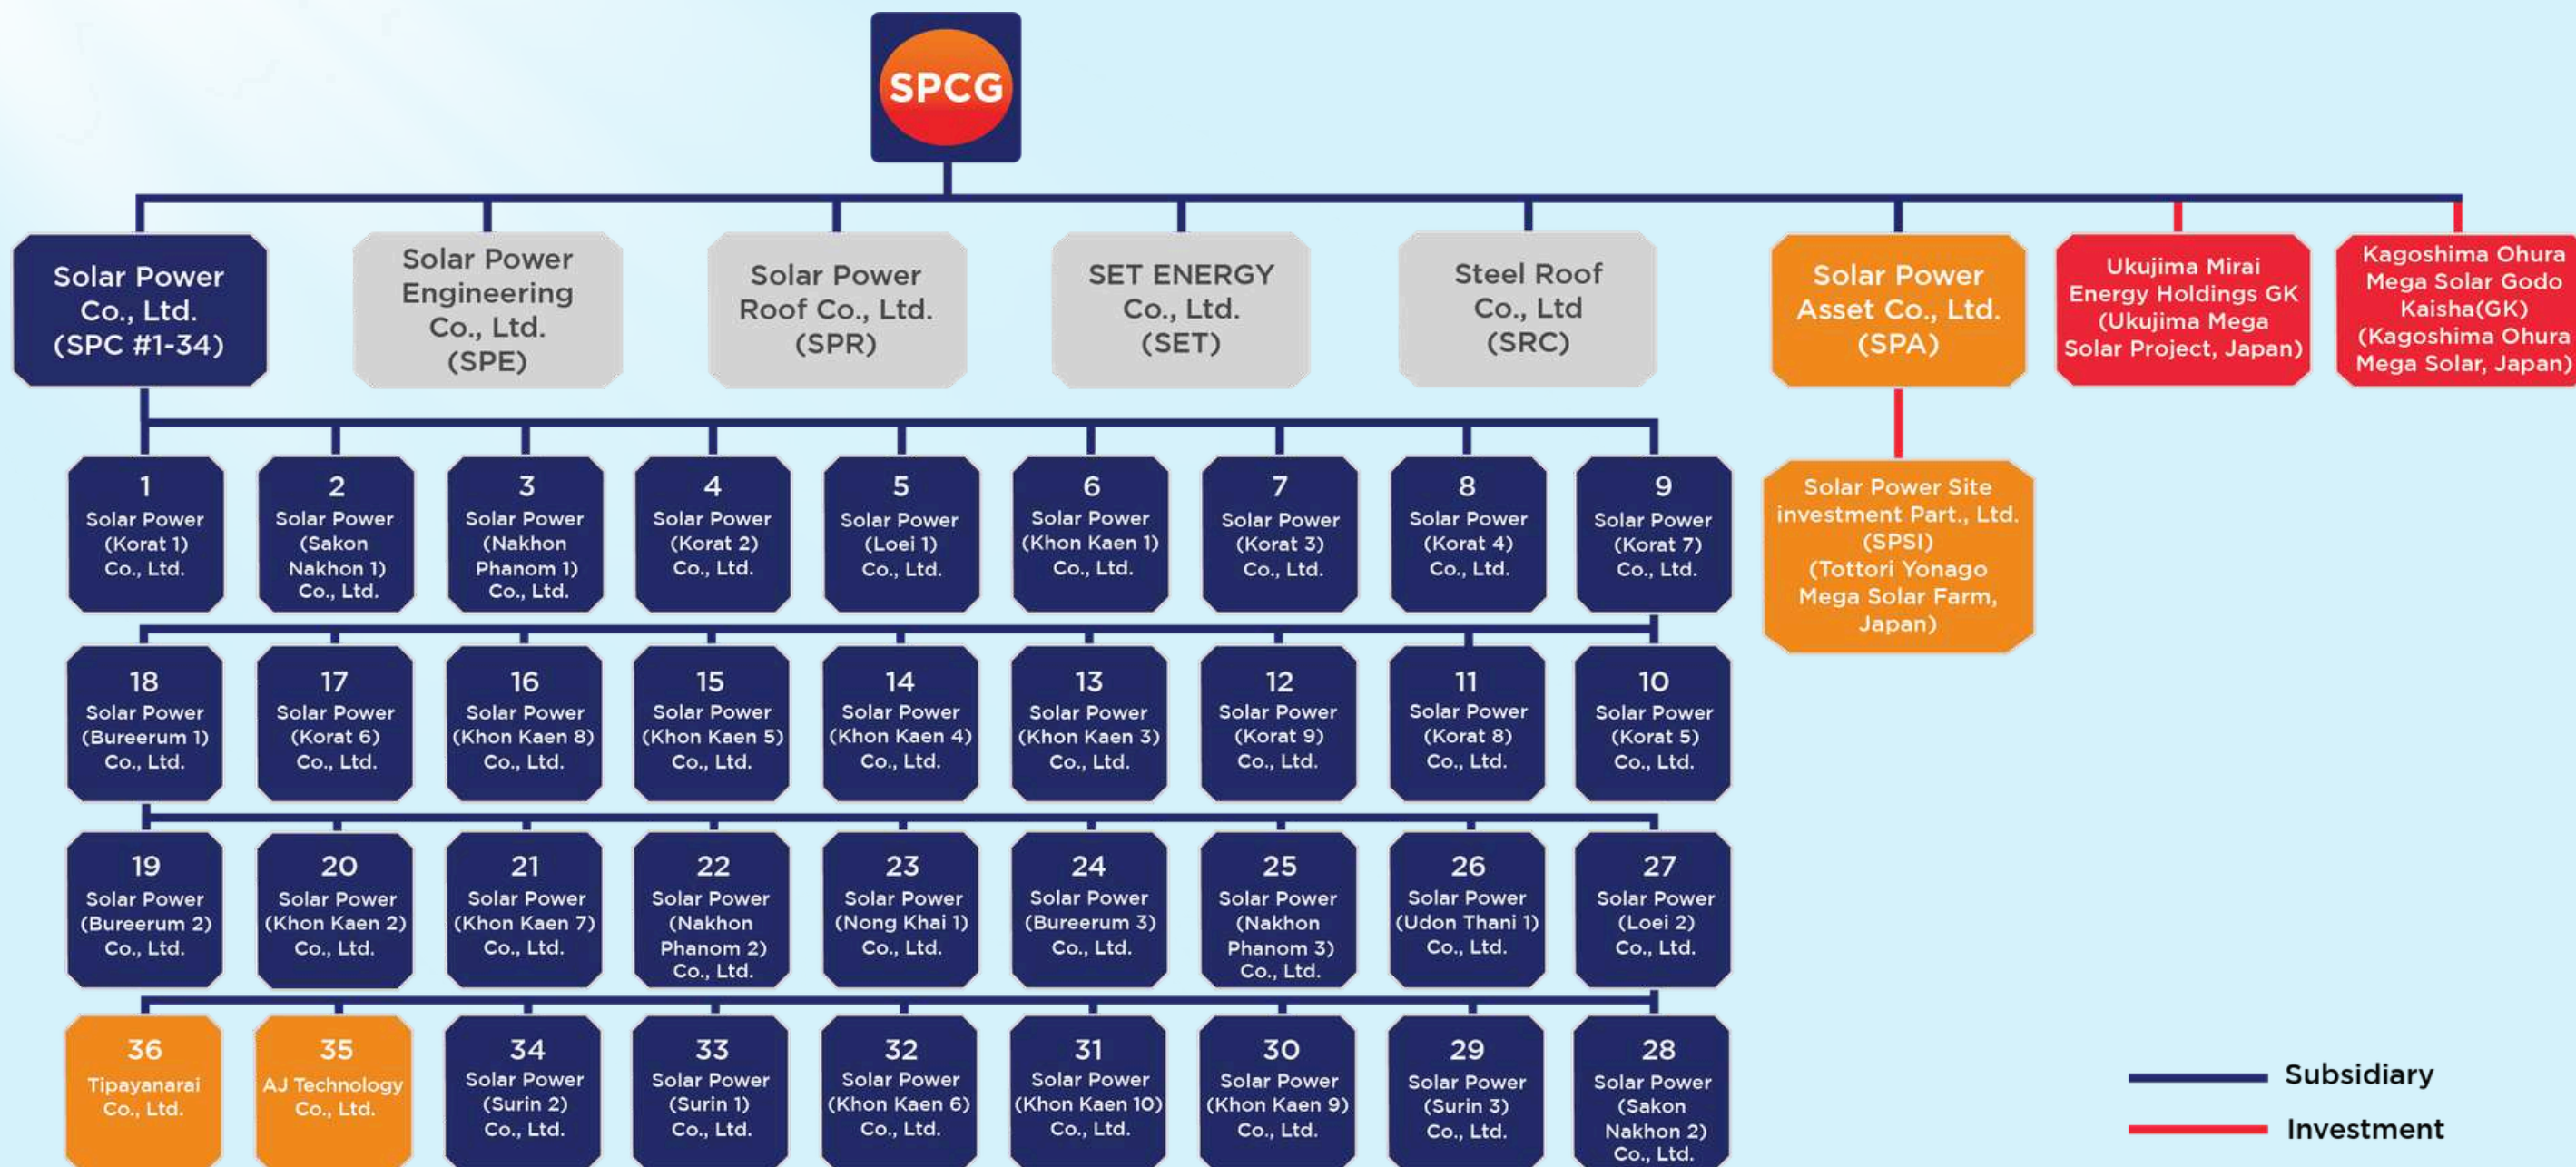 SPCG
Solar Power
Co., Ltd.
(SPC #1-34)
Solar Power
Engineering
Co., Ltd.
(SPE)
Solar Power
Roof Co., Ltd.
(SPR)
SET ENERGY
Co., Ltd.
(SET)
Steel Roof
Co., Ltd
(SRC)
Solar Power
Asset Co., Ltd.
(SPA)
Ukujima Mirai
Energy Holdings GK
(Ukujima Mega
Solar Project, Japan)
Kagoshima Ohura
Mega Solar Godo
Kaisha(GK)
(Kagoshima Ohura
Mega Solar, Japan)
1
Solar Power
(Korat 1)
Co., Ltd.
2
Solar Power
(Sakon
Nakhon 1)
Co., Ltd.
3
Solar Power
(Nakhon
Phanom 1)
Co., Ltd.
4
Solar Power
(Korat 2)
Co., Ltd.
5
Solar Power
(Loei 1)
Co., Ltd.
6
Solar Power
(Khon Kaen 1)
Co., Ltd.
7
Solar Power
(Korat 3)
Co., Ltd.
8
Solar Power
(Korat 4)
Co., Ltd.
9
Solar Power
(Korat 7)
Co., Ltd.
Solar Power Site
investment Part., Ltd.
(SPSI)
(Tottori Yonago
Mega Solar Farm,
Japan)
18
Solar Power
(Bureerum 1)
Co., Ltd.
17
Solar Power
(Korat 6)
Co., Ltd.
16
Solar Power
(Khon Kaen 8)
Co., Ltd.
15
Solar Power
(Khon Kaen 5)
Co., Ltd.
14
Solar Power
(Khon Kaen 4)
Co., Ltd.
13
Solar Power
(Khon Kaen 3)
Co., Ltd.
12
Solar Power
(Korat 9)
Co., Ltd.
11
Solar Power
(Korat 8)
Co., Ltd.
10
Solar Power
(Korat 5)
Co., Ltd.
19
Solar Power
(Bureerum 2)
Co., Ltd.
20
Solar Power
(Khon Kaen 2)
Co., Ltd.
21
Solar Power
(Khon Kaen 7)
Co., Ltd.
22
Solar Power
(Nakhon
Phanom 2)
Co., Ltd.
23
Solar Power
(Nong Khai 1)
Co., Ltd.
24
Solar Power
(Bureerum 3)
Co., Ltd.
25
Solar Power
(Nakhon
Phanom 3)
Co., Ltd.
26
Solar Power
(Udon Thani 1)
Co., Ltd.
27
Solar Power
(Loei 2)
Co., Ltd.
36
Tipayanarai
Co., Ltd.
35
AJ Technology
Co., Ltd.
34
Solar Power
(Surin 2)
Co., Ltd.
33
Solar Power
(Surin 1)
Co., Ltd.
32
Solar Power
(Khon Kaen 6)
Co., Ltd.
31
Solar Power
(Khon Kaen 10)
Co., Ltd.
30
Solar Power
(Khon Kaen 9)
Co., Ltd.
29
Solar Power
(Surin 3)
Co., Ltd.
28
Solar Power
(Sakon
Nakhon 2)
Co., Ltd.
Subsidiary
Investment